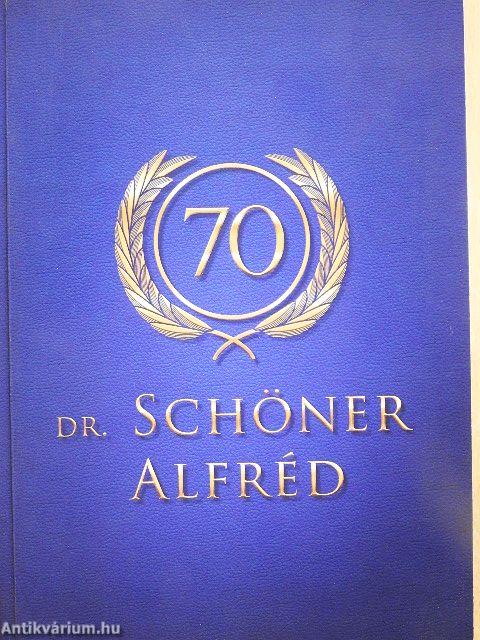 70
DR. SCHÖNER
ALFRÉD
Antikvárium.hu